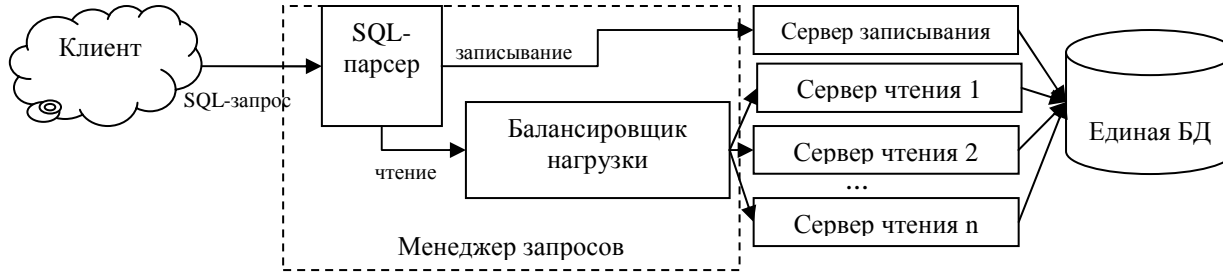 Клиент
SQL-запрос
SQL-
парсер
записывание
чтение
Балансировщик
нагрузки
Менеджер запросов
Сервер записывания
Сервер чтения 1
Сервер чтения 2
...
Сервер чтения n
Единая БД